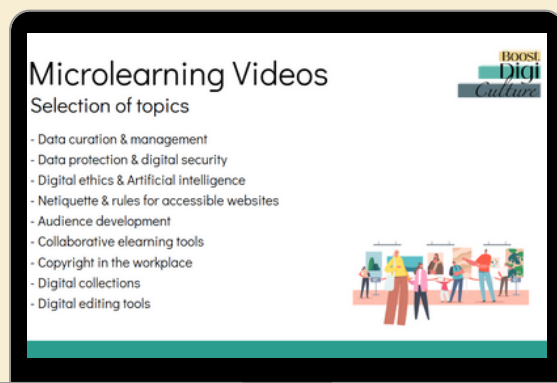 Microlearning Videos
Selection of topics
- Data curation & management
- Data protection & digital security
- Digital ethics & Artificial intelligence
- Netiquette & rules for accessible websites
- Audience development
- Collaborative elearning tools
- Copyright in the workplace
- Digital collections
- Digital editing tools
Boost
Digi
Culture